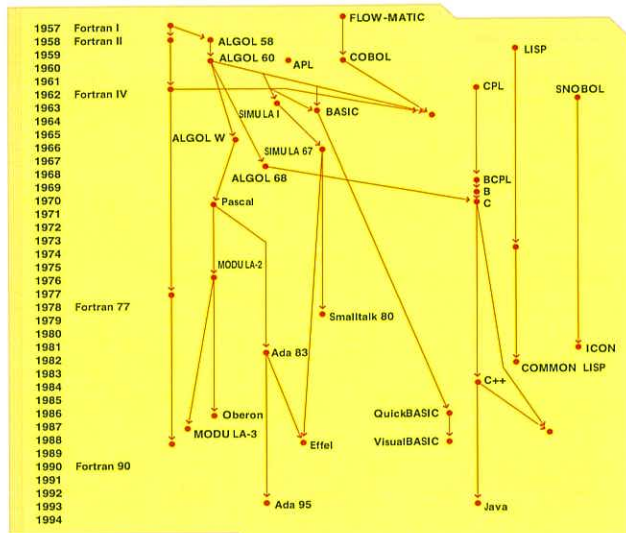 FLOW-MATIC
1957 Fortran I
1958 Fortran II ALGOL 58
1959 LISP
ALGOL 60 APL COBOL
1960
1961
CPL SNOBOL
1962 Fortran IV
1963 SIMULA I BASIC
1964
1965
ALGOL W
1966 SIMULA 67
1967
ALGOL 68
1968 BCPL
1969 B
1970 Pascal C
1971
1972
1973
1974
1975 MODULA-2
1976
1977
1978 Fortran 77 Smalltalk 80
1979
1980
1981 Ada 83 ICON
1982 COMMON LISP
1983 C++
1984
1985
1986 Oberon QuickBASIC
1987 MODULA-3
1988 Effel VisualBASIC
1989
1990 Fortran 90
1991
1992
1993 Ada 95 Java
1994